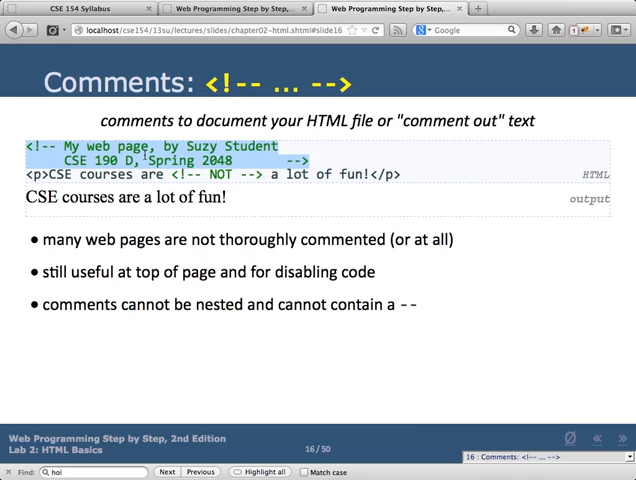 CSE 154 Syllabus
Web Programming Step by Step,...
Web Programming Step by Step,...
localhost/cse154/13su/lectures/slides/chapter02-html.shtml#slide16
Google
Comments: <!-- ... -->
comments to document your HTML file or "comment out" text
<!-- My web page, by Suzy Student
CSE 190 D, Spring 2048 -->
<p>CSE courses are <!-- NOT --> a lot of fun!</p>
HTML
CSE courses are a lot of fun!
output
• many web pages are not thoroughly commented (or at all)
• still useful at top of page and for disabling code
• comments cannot be nested and cannot contain a --
Web Programming Step by Step, 2nd Edition
Lab 2: HTML Basics
16 / 50
Ø « »
16 : Comments: <!-- ... -->
Find: hol Next Previous Highlight all Match case